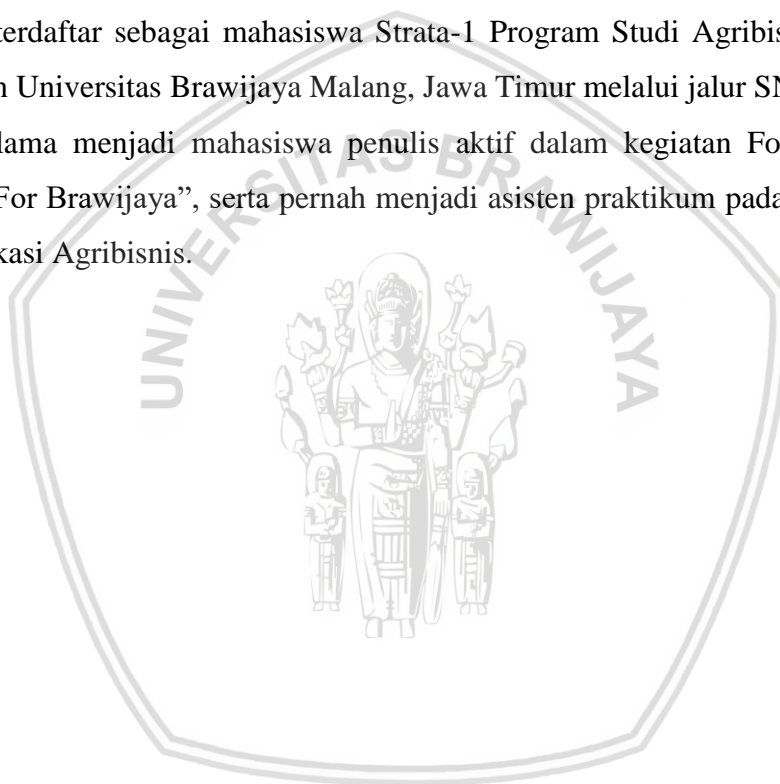 terdaftar sebagai mahasiswa Strata-1 Program Studi Agribis
Universitas Brawijaya Malang, Jawa Timur melalui jalur SN
lama menjadi mahasiswa penulis aktif dalam kegiatan Fo
For Brawijaya”, serta pernah menjadi asisten praktikum pada
kasi Agribisnis.
UNIVERSITAS BRAWIJAYA